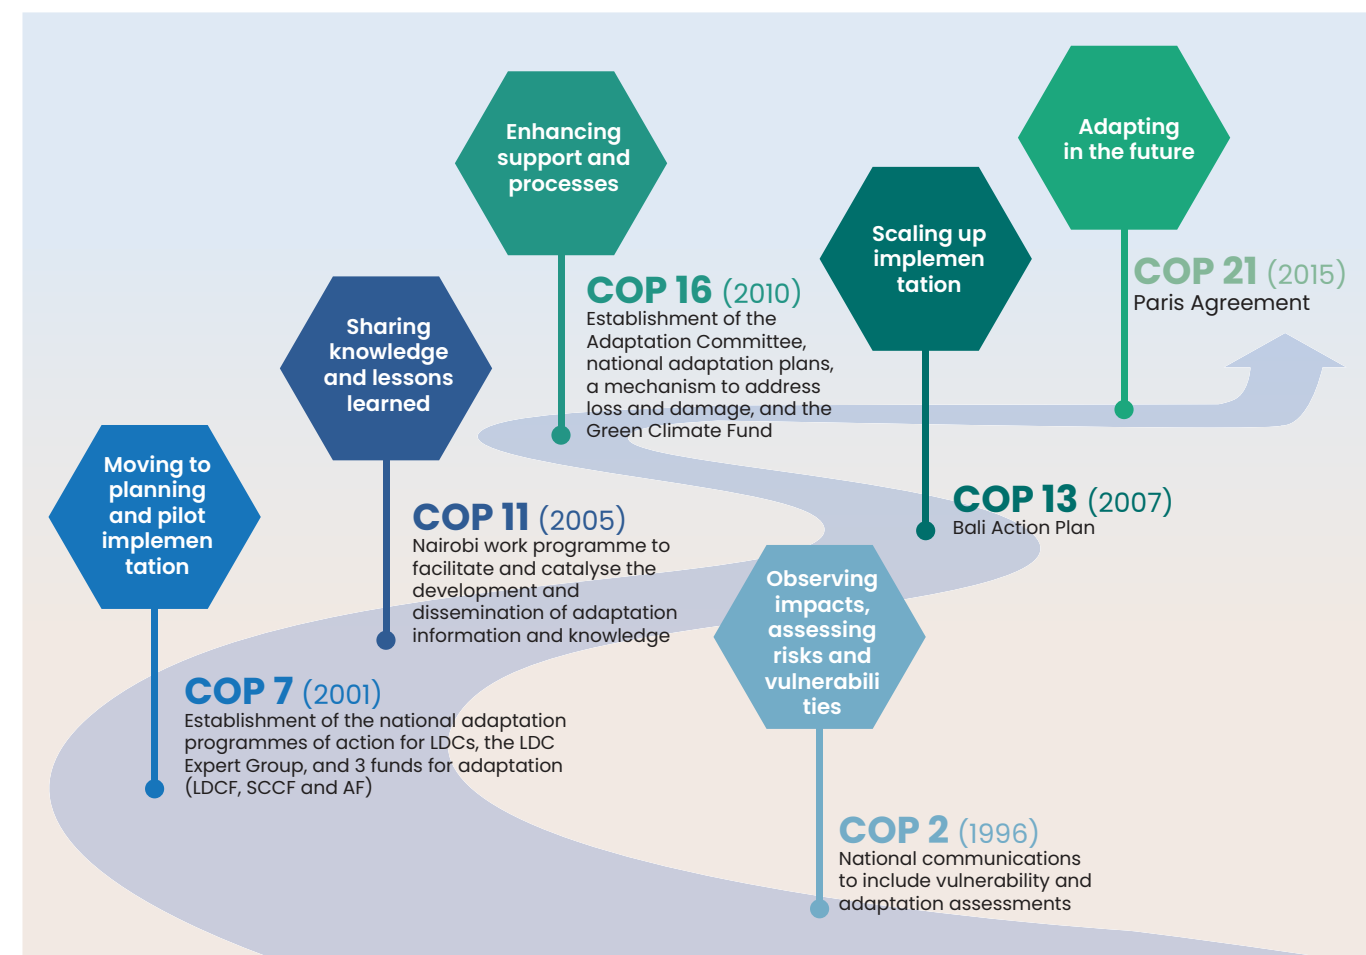 Enhancing
support and
processes
Adapting
in the future
Scaling up
implemen
tation
COP 21 (2015)
Paris Agreement
COP 16 (2010)
Establishment of the
Adaptation Committee,
national adaptation plans,
a mechanism to address
loss and damage, and the
Green Climate Fund
Sharing
knowledge
and lessons
learned
Moving to
planning
and pilot
implemen
tation
COP 11 (2005)
Nairobi work programme to
facilitate and catalyse the
development and
dissemination of adaptation
information and knowledge
COP 13 (2007)
Bali Action Plan
Observing
impacts,
assessing
risks and
vulnerabili
ties
COP 7 (2001)
Establishment of the national adaptation
programmes of action for LDCs, the LDC
Expert Group, and 3 funds for adaptation
(LDCF, SCCF and AF)
COP 2 (1996)
National communications
to include vulnerability and
adaptation assessments